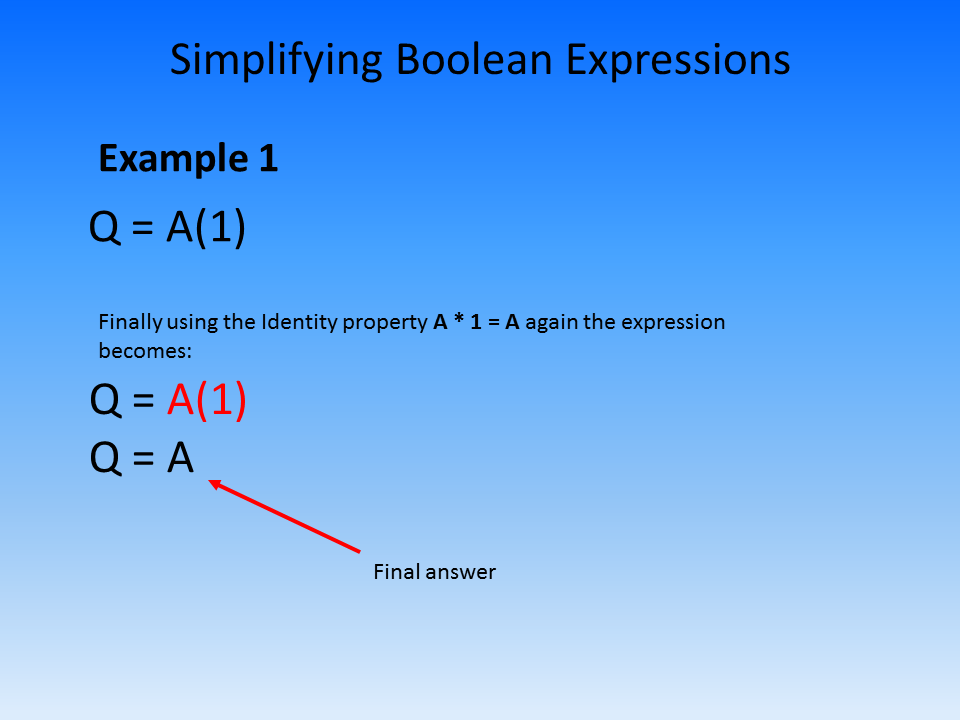 Simplifying Boolean Expressions
Example 1
Q = A(1)
Finally using the Identity property A * 1 = A again the expression
becomes:
Q = A(1)
Q = A
Final answer